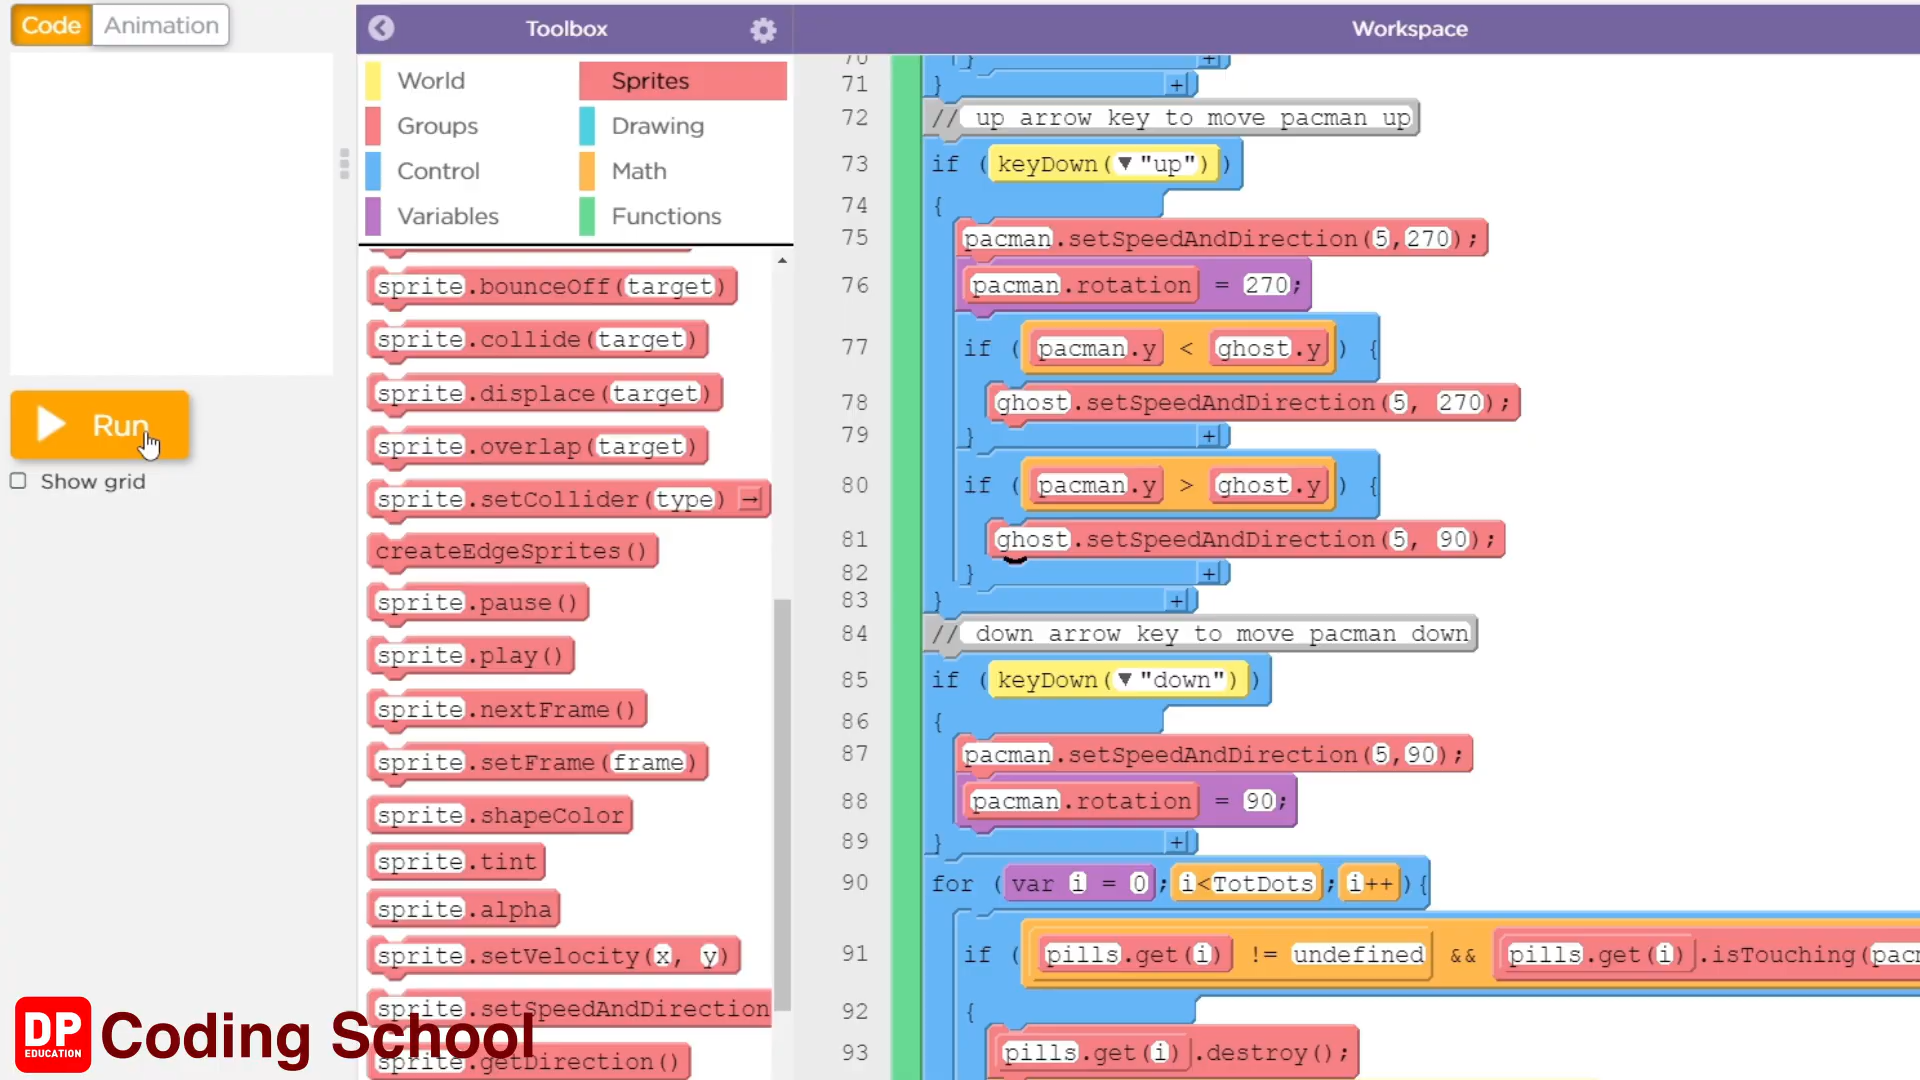 Code
Animation
Run
Show grid
Toolbox
World
Sprites
Groups
Drawing
Control
Math
Variables
Functions
sprite.bounceOff(target)
sprite.collide(target)
sprite.displace(target)
sprite.overlap(target)
sprite.setCollider(type) →
createEdgeSprites()
sprite.pause()
sprite.play()
sprite.nextFrame()
sprite.setFrame(frame)
sprite.shapeColor
sprite.tint
sprite.alpha
sprite.setVelocity(x, y)
sprite.setSpeedAndDirection
sprite.getDirection()
Workspace
70 } +
71 } +
72 // up arrow key to move pacman up
73 if (keyDown(▼ "up"))
74 {
75 pacman.setSpeedAndDirection(5,270);
76 pacman.rotation = 270;
77 if (pacman.y < ghost.y) {
78 ghost.setSpeedAndDirection(5, 270);
79 } +
80 if (pacman.y > ghost.y) {
81 ghost.setSpeedAndDirection(5, 90);
82 } +
83 } +
84 // down arrow key to move pacman down
85 if (keyDown(▼ "down"))
86 {
87 pacman.setSpeedAndDirection(5,90);
88 pacman.rotation = 90;
89 } +
90 for (var i = 0; i<TotDots; i++){
91 if (pills.get(i) != undefined && pills.get(i).isTouching(pacm
92 {
93 pills.get(i).destroy();
DP
EDUCATION
Coding School